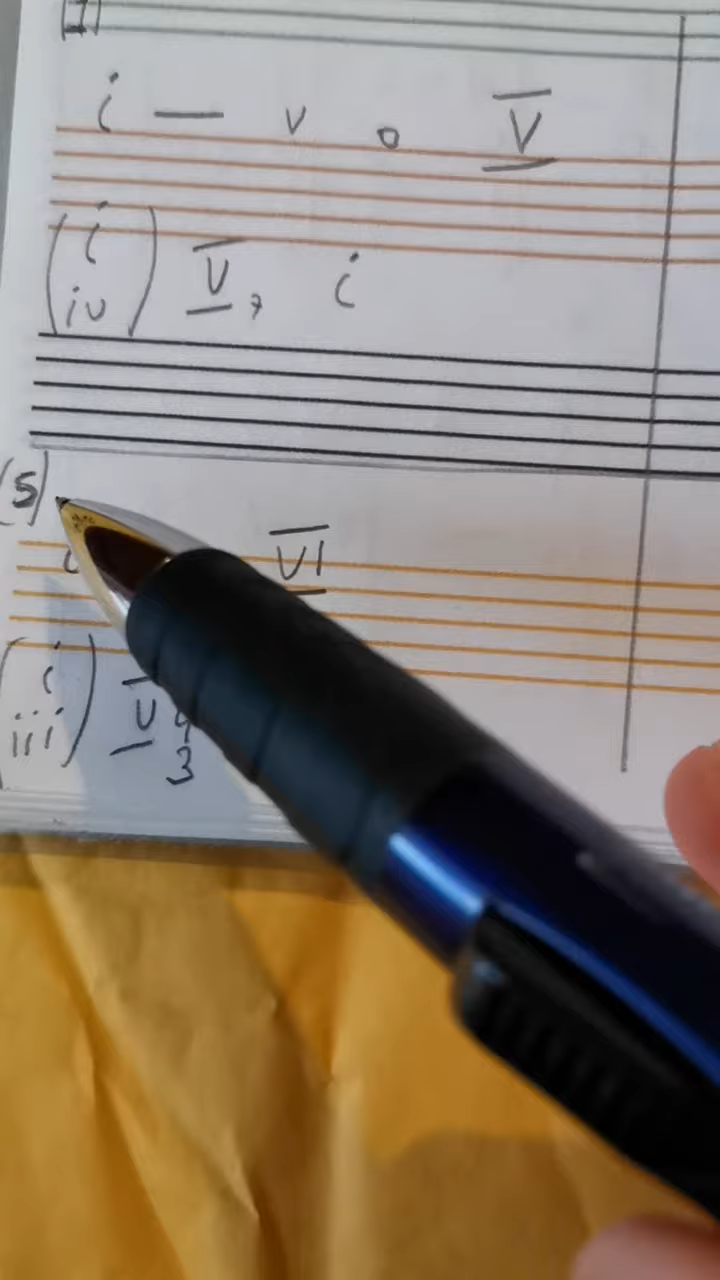 i — v o V
(i iv) V7 i
(5)
VI
(i iii) V 4 3